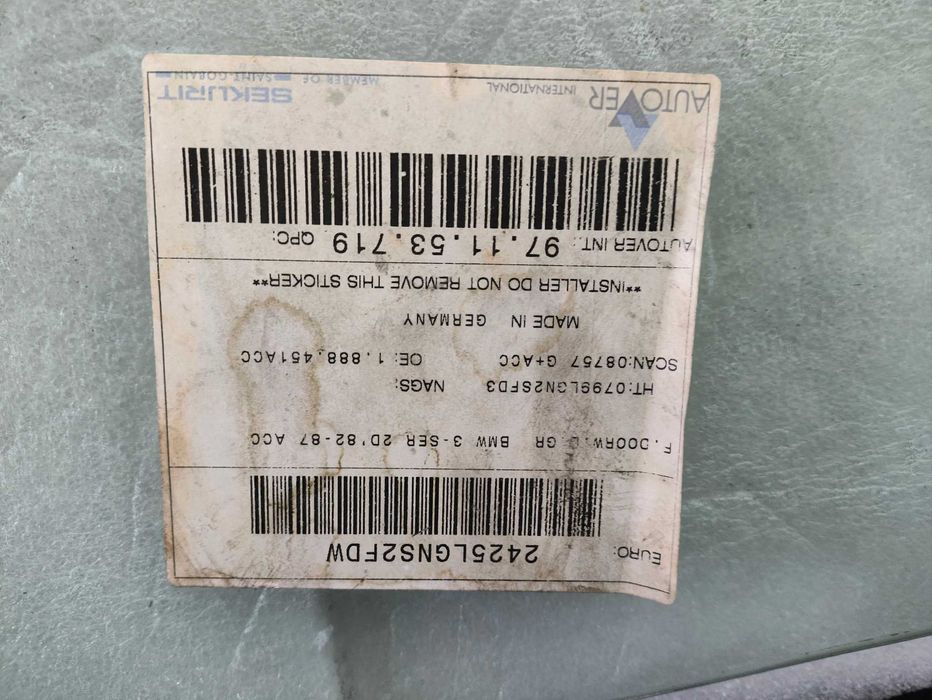 EURO: 2425LGNS2FDW
F.DOORW.L GR BMW 3-SER 2D'82-87 ACC
HT:0799LGN2SFD3 NAGS:
SCAN:08757 G+ACC OE: 1.888.451ACC
MADE IN GERMANY
**INSTALLER DO NOT REMOVE THIS STICKER**
AUTOVER INT.: 97.11.53.719 QPC:
AUTOVER INTERNATIONAL
MEMBER OF SAINT-GOBAIN
SEKURIT